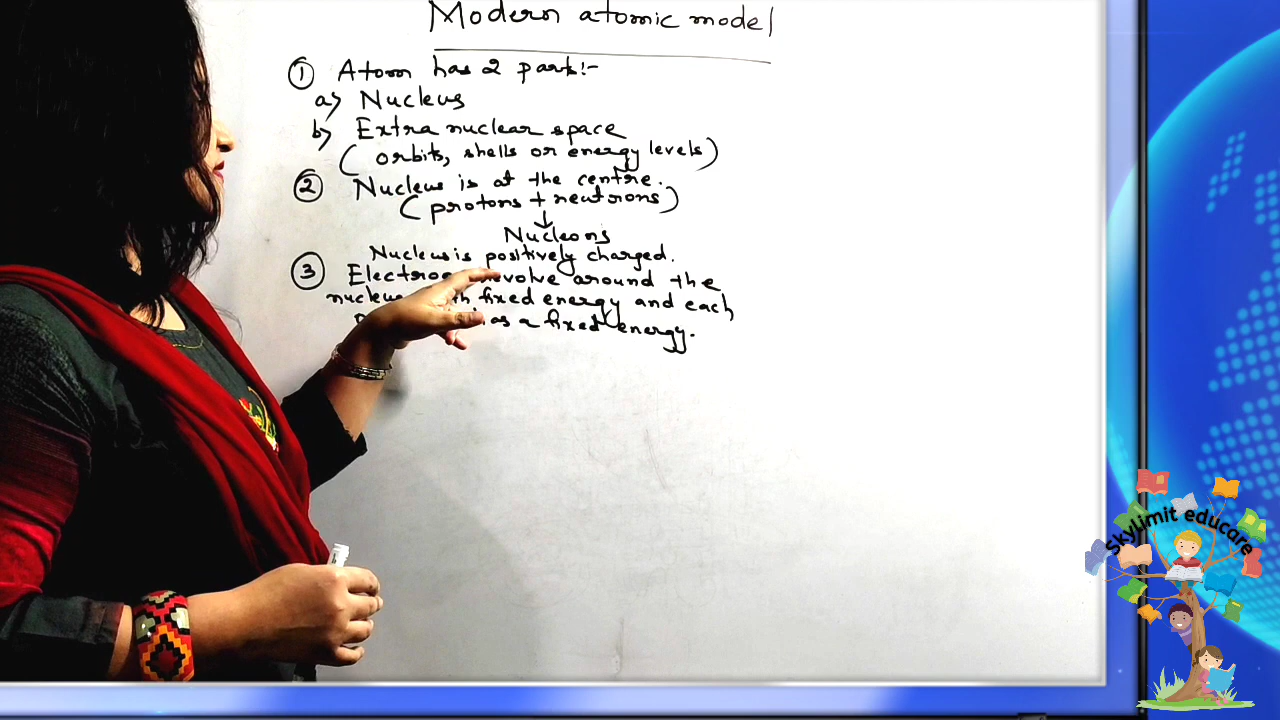 Modern atomic model
① Atom has 2 parts:-
a) Nucleus
b) Extra nuclear space
(orbits, shells or energy levels)
② Nucleus is at the centre.
(protons + neutrons)
↓
Nucleons
Nucleus is positively charged.
③ Electrons revolve around the
fixed energy and each
as a fixed energy.
Skylimit educare